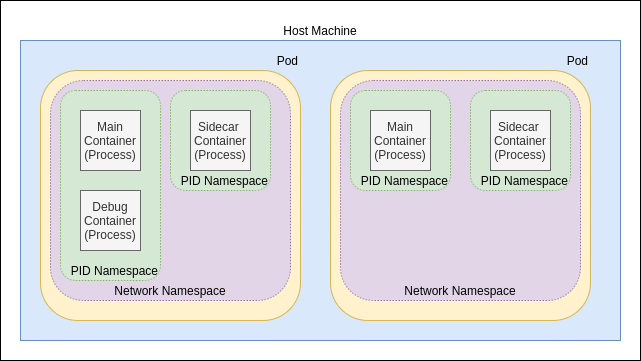 Host Machine
Pod
Main
Container
(Process)
Sidecar
Container
(Process)
PID Namespace
Debug
Container
(Process)
PID Namespace
Network Namespace
Pod
Main
Container
(Process)
PID Namespace
Sidecar
Container
(Process)
PID Namespace
Network Namespace